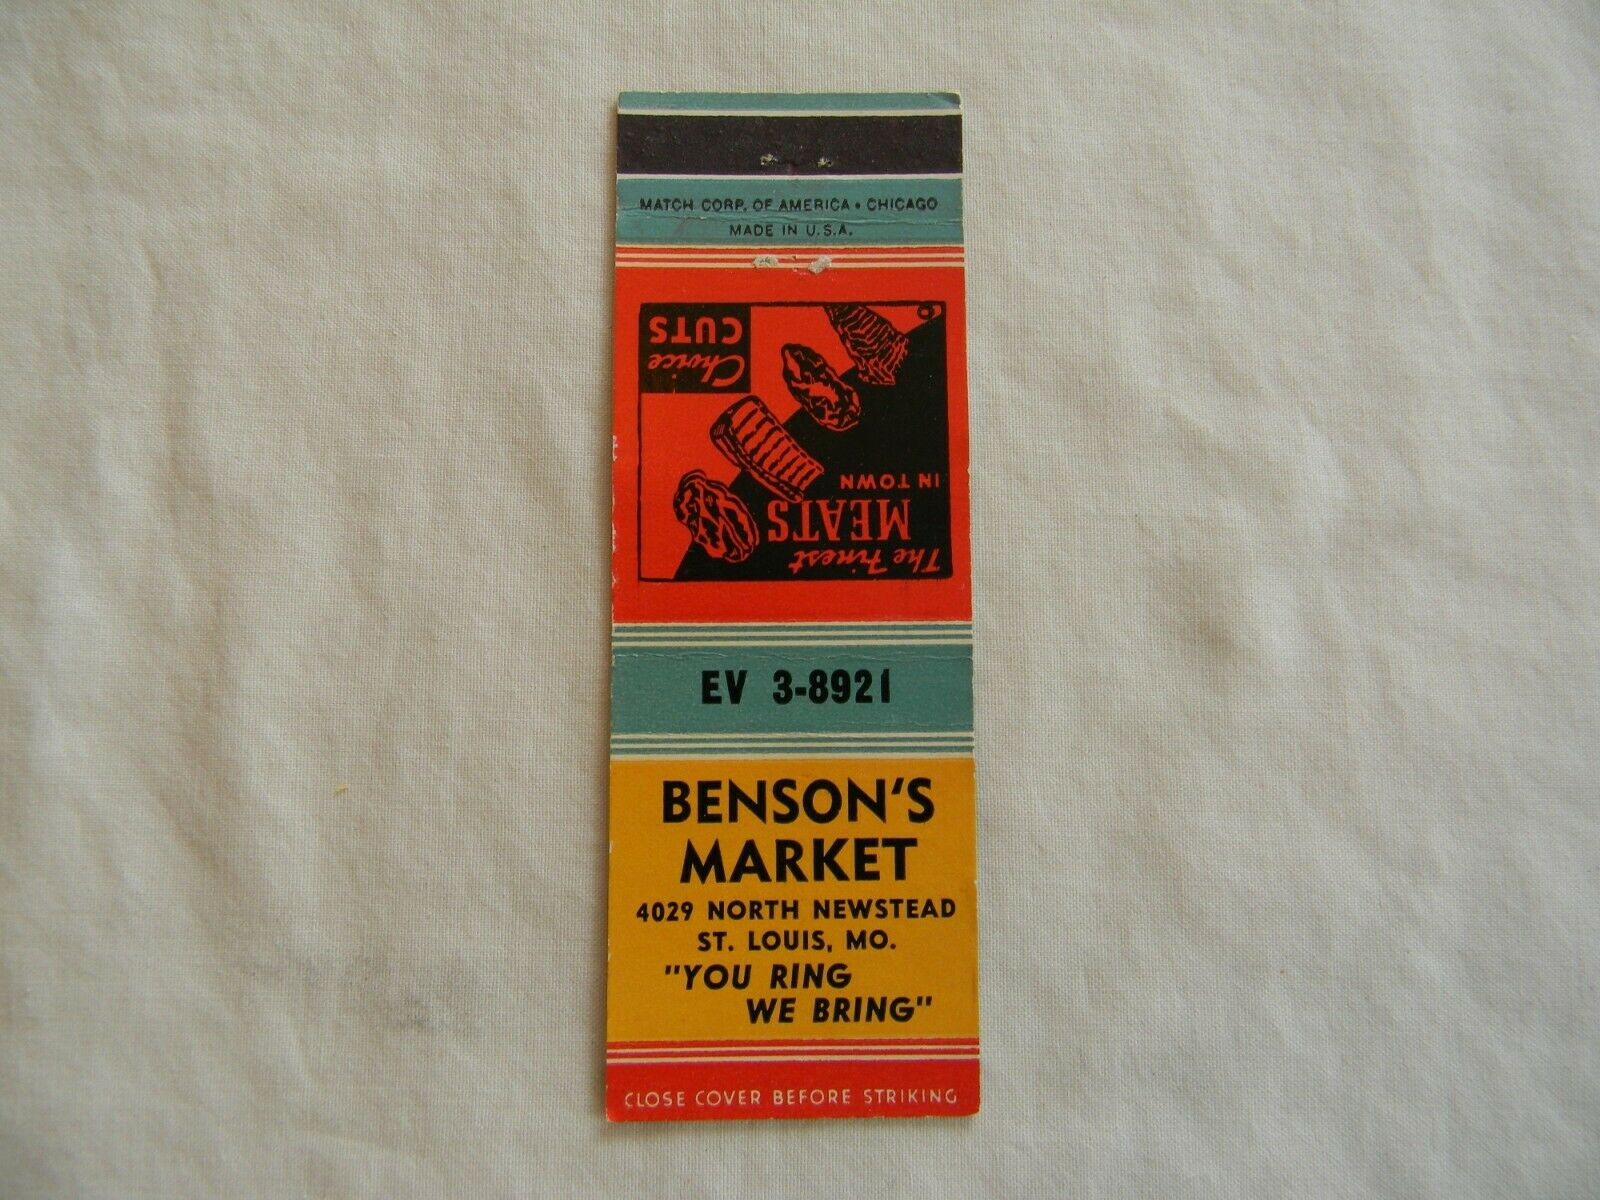 MATCH CORP. OF AMERICA • CHICAGO
MADE IN U.S.A.
The Finest
MEATS
IN TOWN
Choice
CUTS
EV 3-8921
BENSON'S
MARKET
4029 NORTH NEWSTEAD
ST. LOUIS, MO.
"YOU RING
WE BRING"
CLOSE COVER BEFORE STRIKING